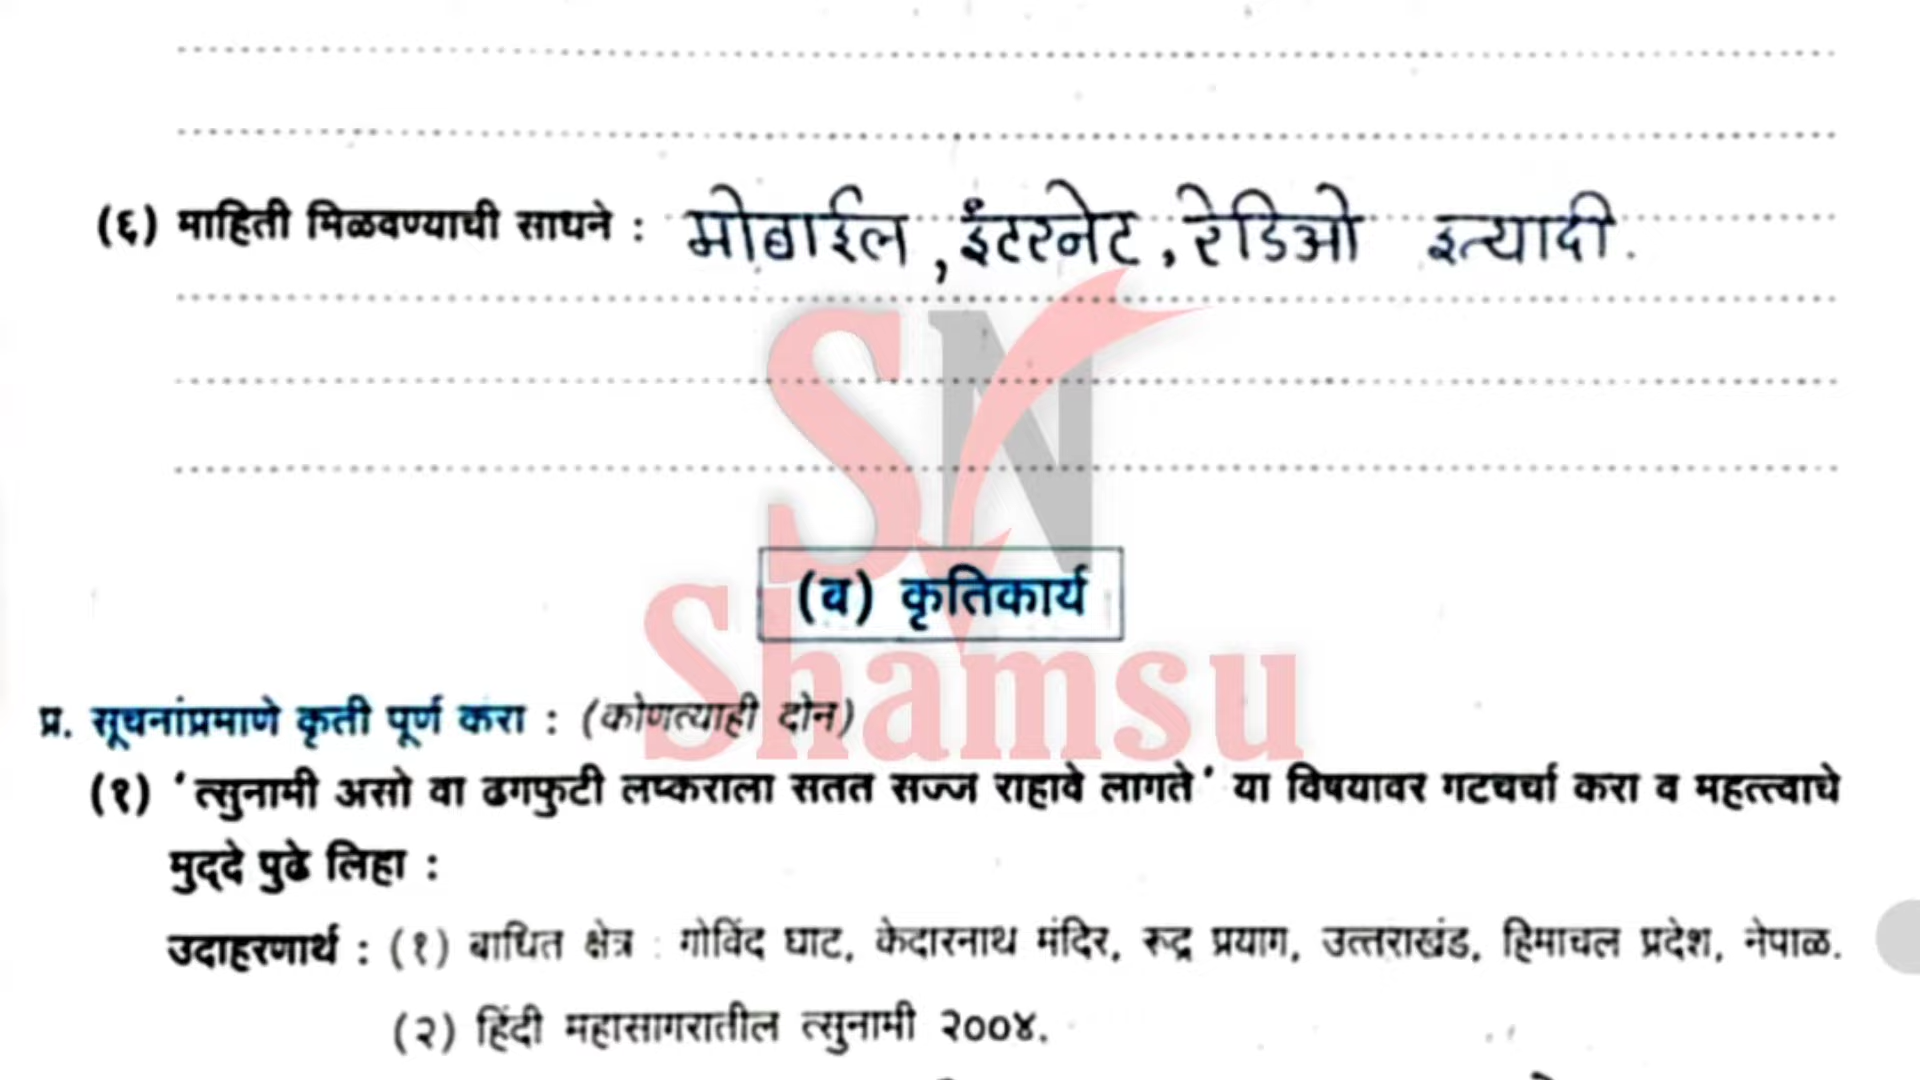 (६) माहिती मिळवण्याची साधने : मोबाईल, इंटरनेट, रेडिओ इत्यादी.
SN
(ब) कृतिकार्य
Shamsu
प्र. सूचनांप्रमाणे कृती पूर्ण करा : (कोणत्याही दोन)
(१) ‘त्सुनामी असो वा ढगफुटी लष्कराला सतत सज्ज राहावे लागते’ या विषयावर गटचर्चा करा व महत्त्वाचे
मुद्‌दे पुढे लिहा :
उदाहरणार्थ : (१) बाधित क्षेत्र : गोविंद घाट, केदारनाथ मंदिर, रूद्र प्रयाग, उत्तराखंड, हिमाचल प्रदेश, नेपाळ.
(२) हिंदी महासागरातील त्सुनामी २००४.